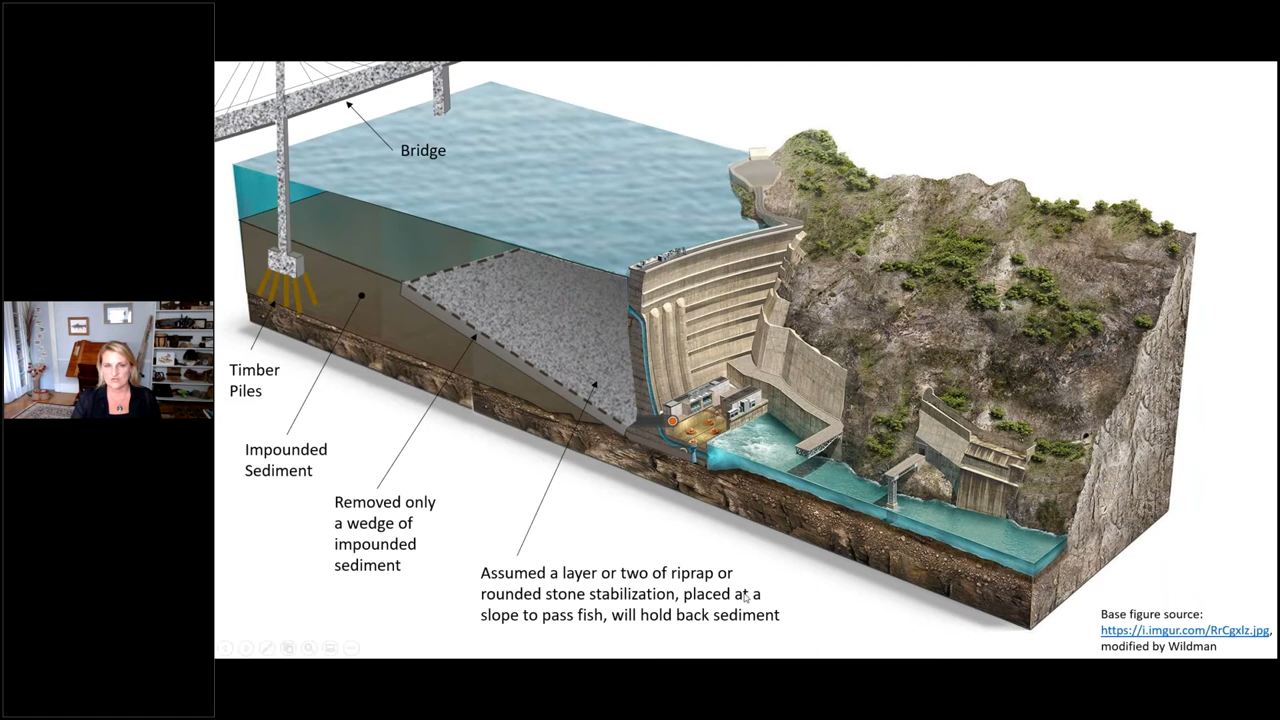 Bridge
Timber
Piles
Impounded
Sediment
Removed only
a wedge of
impounded
sediment
Assumed a layer or two of riprap or
rounded stone stabilization, placed at a
slope to pass fish, will hold back sediment
Base figure source:
https://i.imgur.com/RrCgxlz.jpg,
modified by Wildman